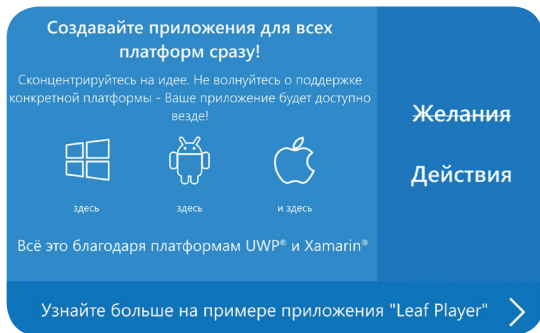 Создавайте приложения для всех
платформ сразу!
Сконцентрируйтесь на идее. Не волнуйтесь о поддержке
конкретной платформы - Ваше приложение будет доступно
везде!
здесь
здесь
и здесь
Всё это благодаря платформам UWP® и Xamarin®
Желания
Действия
Узнайте больше на примере приложения "Leaf Player"